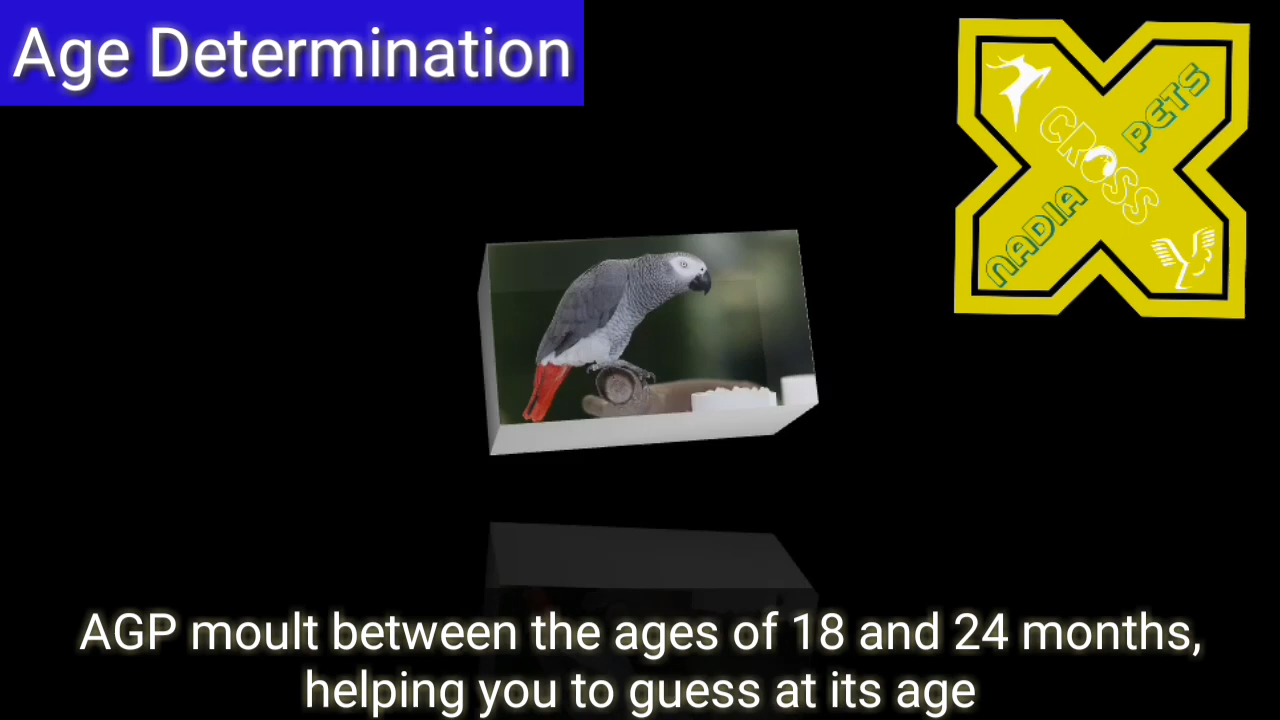 Age Determination
PETS
CROSS
NADIA
AGP moult between the ages of 18 and 24 months,
helping you to guess at its age